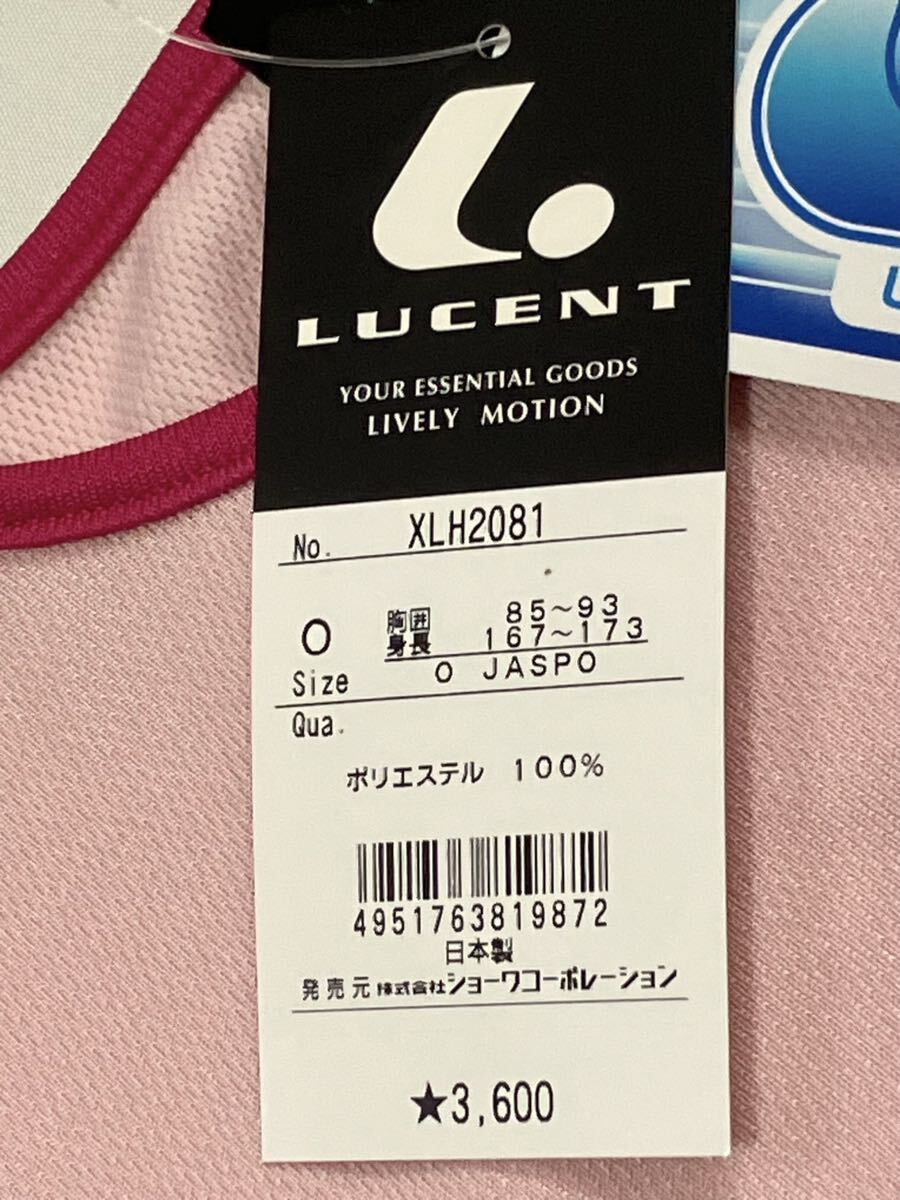 LUCENT
YOUR ESSENTIAL GOODS
LIVELY MOTION
No. XLH2081
O 胸囲 85～93
身長 167～173
Size O JASPO
Qua.
ポリエステル 100%
4951763819872
日本製
発売元 株式会社ショーワコーポレーション
★3,600